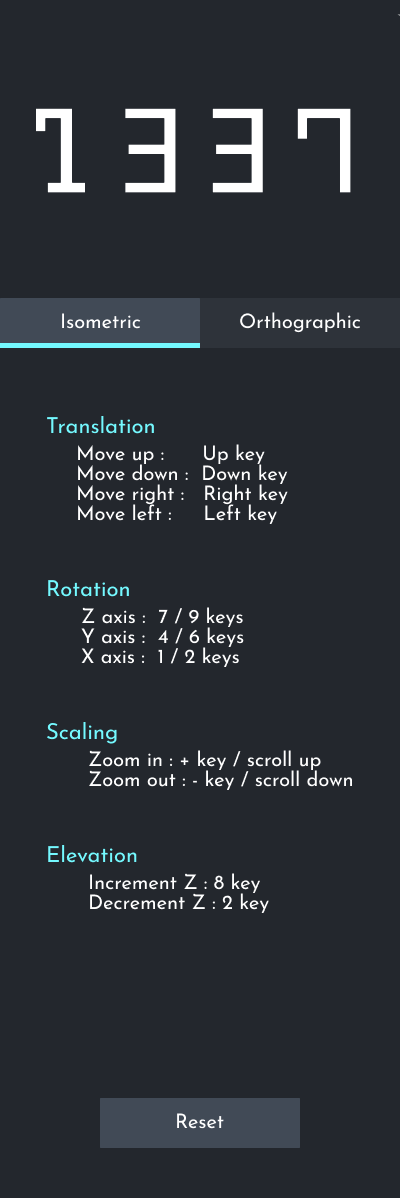 1337
Isometric Orthographic
Translation
Move up : Up key
Move down : Down key
Move right : Right key
Move left : Left key
Rotation
Z axis : 7 / 9 keys
Y axis : 4 / 6 keys
X axis : 1 / 2 keys
Scaling
Zoom in : + key / scroll up
Zoom out : - key / scroll down
Elevation
Increment Z : 8 key
Decrement Z : 2 key
Reset